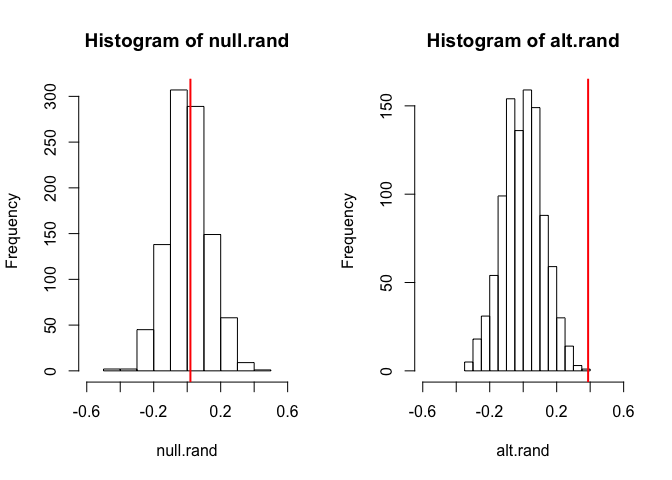 Histogram of null.rand
Frequency
0 50 100 150 200 250 300
-0.6 -0.2 0.2 0.6
null.rand
Histogram of alt.rand
Frequency
0 50 100 150
-0.6 -0.2 0.2 0.6
alt.rand